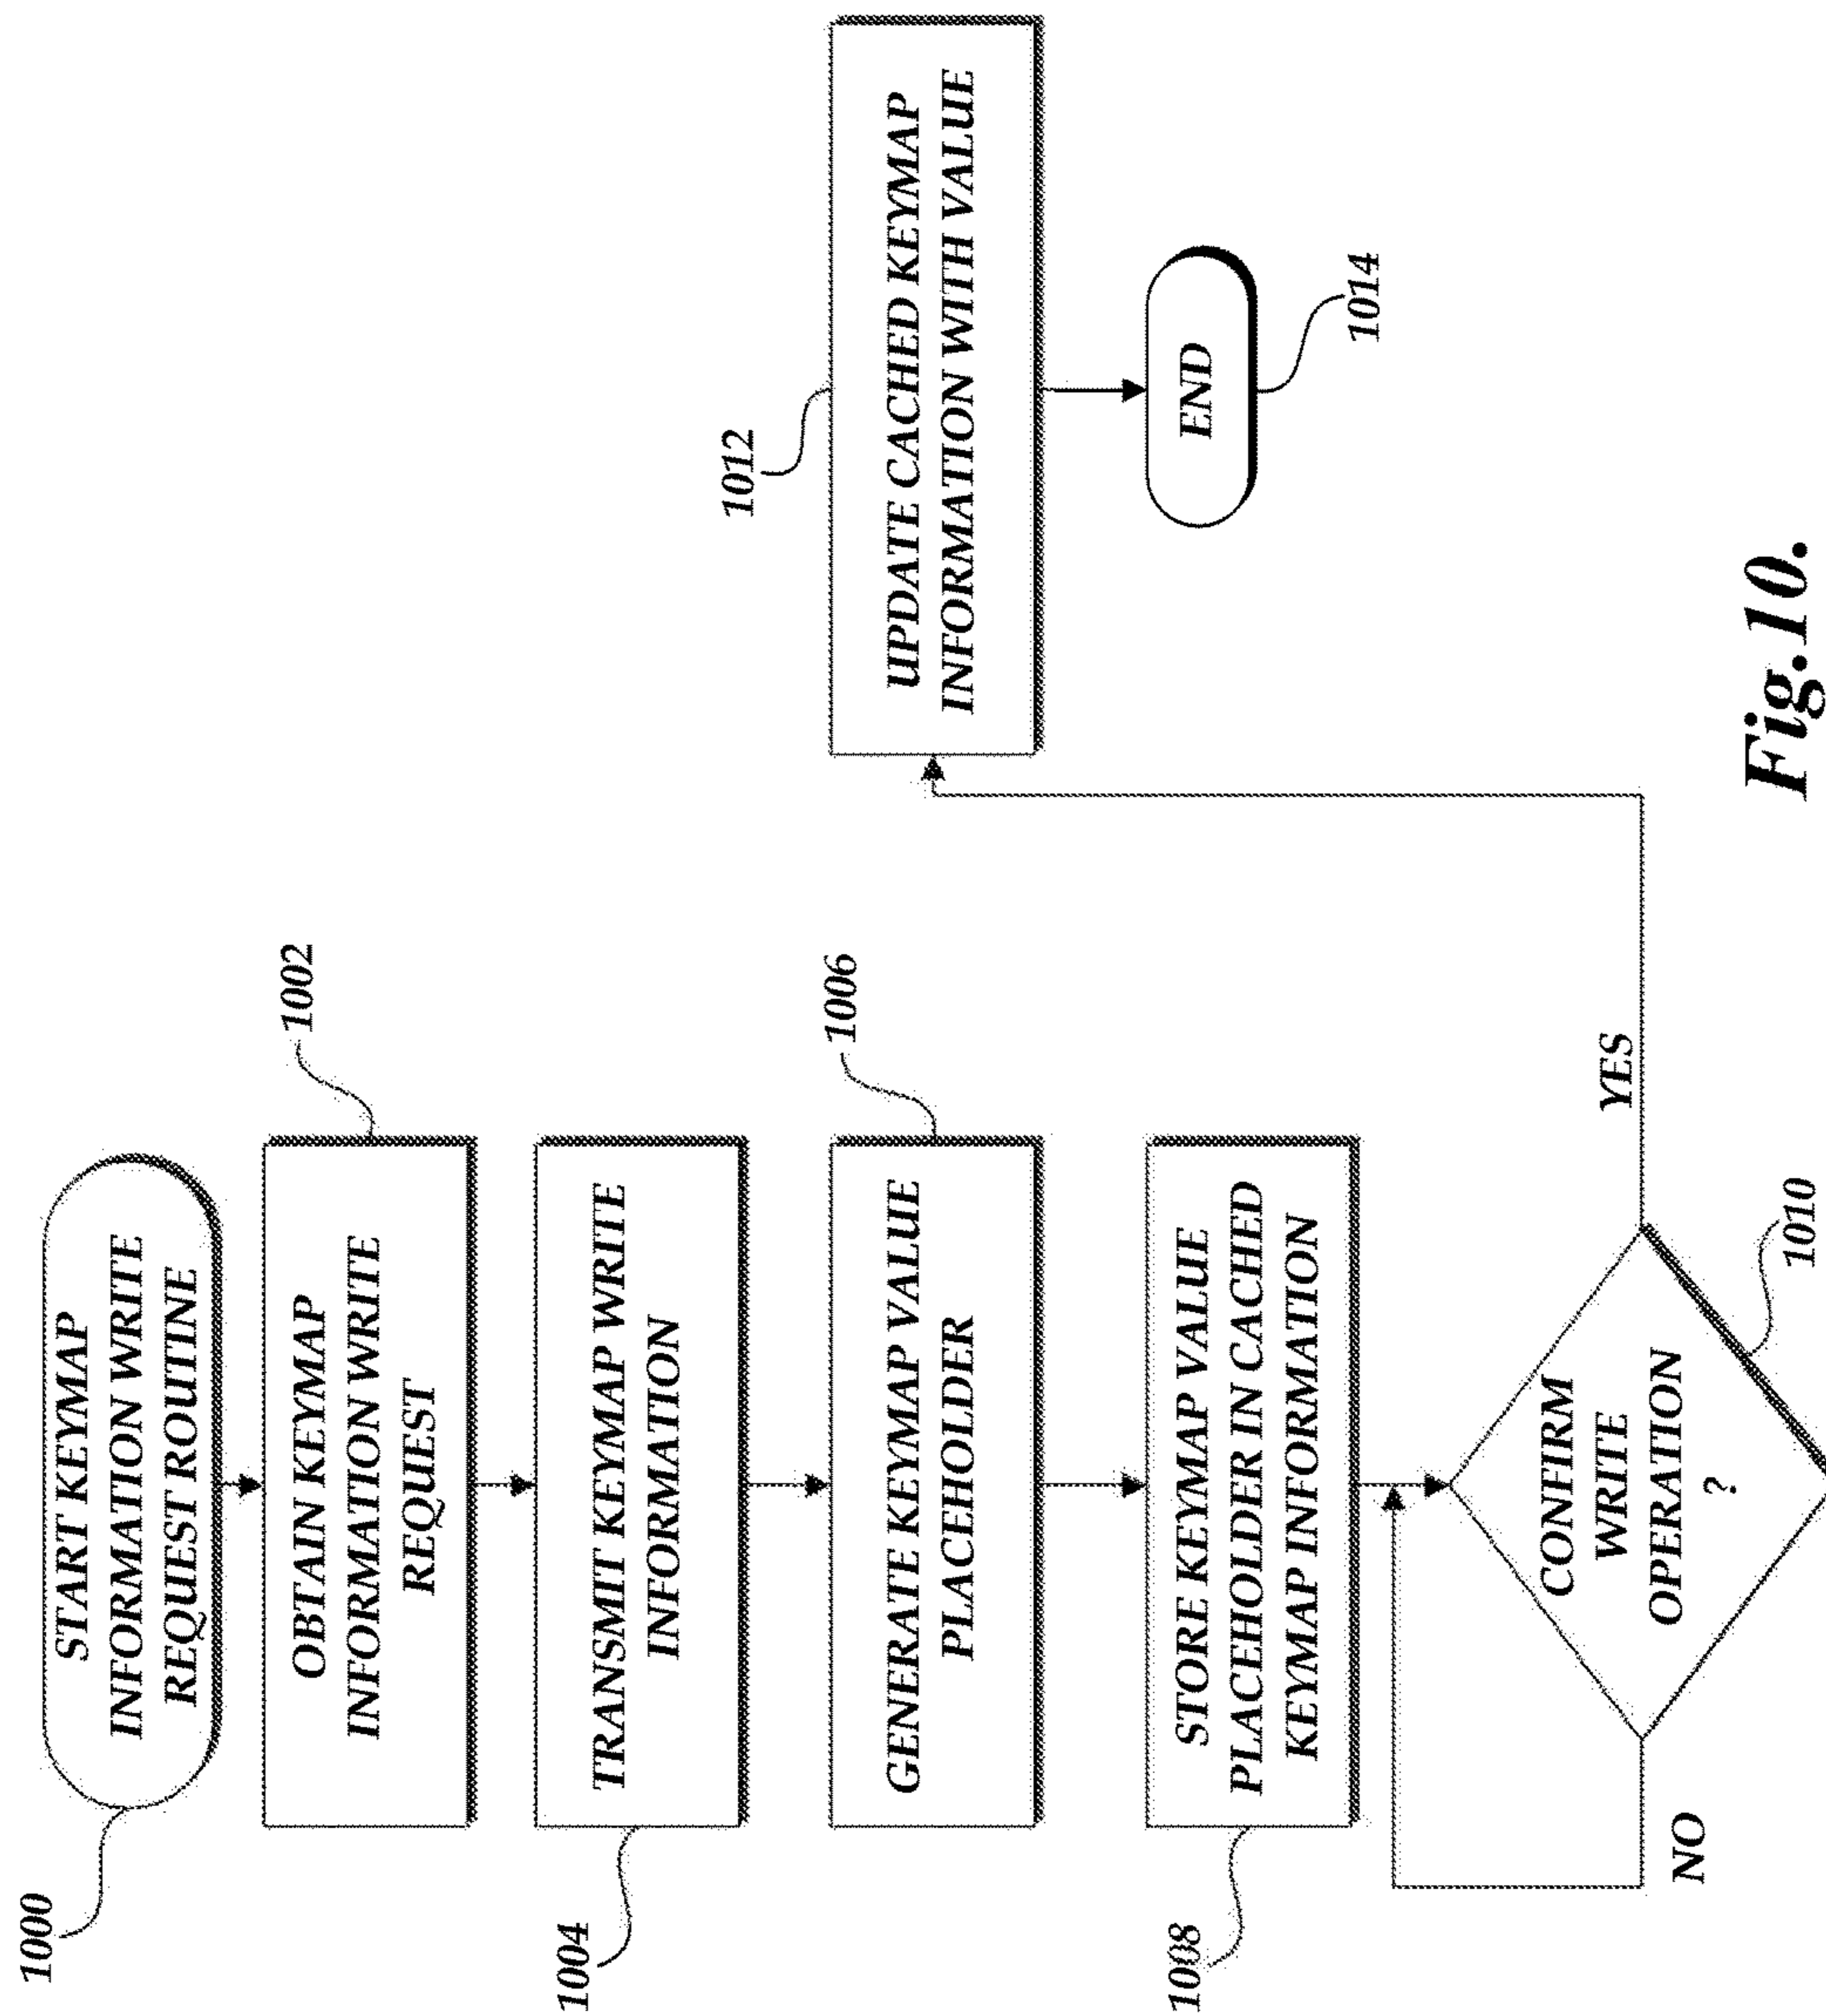 1000
START KEYMAP
INFORMATION WRITE
REQUEST ROUTINE
1002
OBTAIN KEYMAP
INFORMATION WRITE
REQUEST
1004
TRANSMIT KEYMAP WRITE
INFORMATION
1006
GENERATE KEYMAP VALUE
PLACEHOLDER
1008
STORE KEYMAP VALUE
PLACEHOLDER IN CACHED
KEYMAP INFORMATION
CONFIRM
WRITE
OPERATION
?
1010
NO
YES
1012
UPDATE CACHED KEYMAP
INFORMATION WITH VALUE
END
1014
Fig.10.